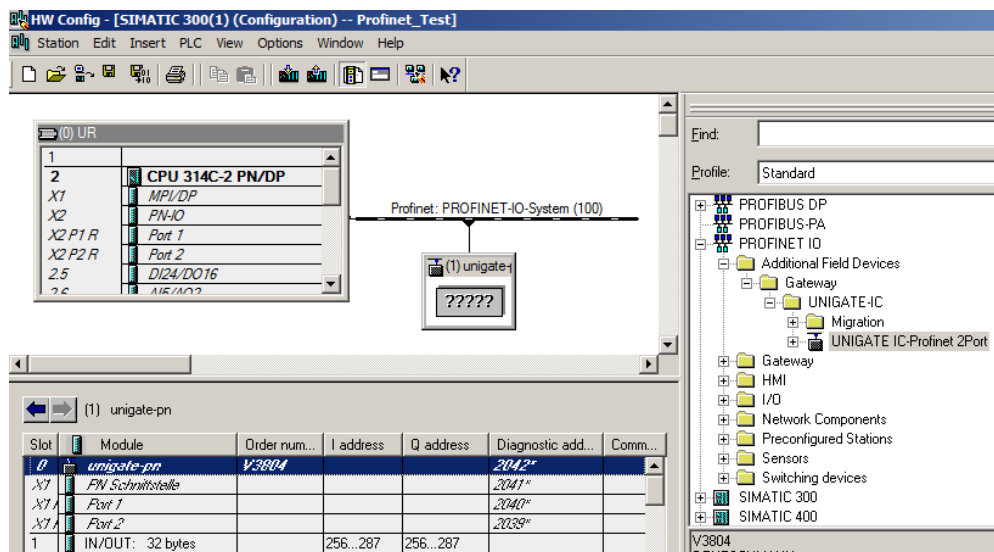 HW Config - [SIMATIC 300(1) (Configuration) -- Profinet_Test]
Station Edit Insert PLC View Options Window Help
(0) UR
1
2 CPU 314C-2 PN/DP
X1 MPI/DP
X2 PN-IO
X2 P1 R Port 1
X2 P2 R Port 2
2.5 DI24/DO16
2.6 AI5/AO2
Profinet: PROFINET-IO-System (100)
(1) unigate-p
?????
Find:
Profile: Standard
PROFIBUS DP
PROFIBUS-PA
PROFINET IO
Additional Field Devices
Gateway
UNIGATE-IC
Migration
UNIGATE IC-Profinet 2Port
Gateway
HMI
I/O
Network Components
Preconfigured Stations
Sensors
Switching devices
SIMATIC 300
SIMATIC 400
V3804
(1) unigate-pn
Slot Module Order num... I address Q address Diagnostic add... Comm...
0 unigate-pn V3804 2042*
X1 PN Schnittstelle 2041*
X1 Port 1 2040*
X1 Port 2 2039*
1 IN/OUT: 32 bytes 256...287 256...287